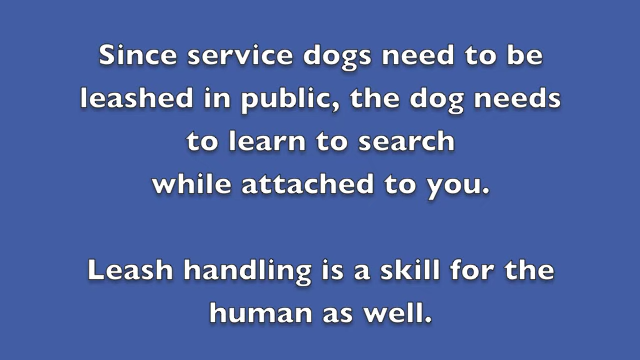 Since service dogs need to be
leashed in public, the dog needs
to learn to search
while attached to you.
Leash handling is a skill for the
human as well.